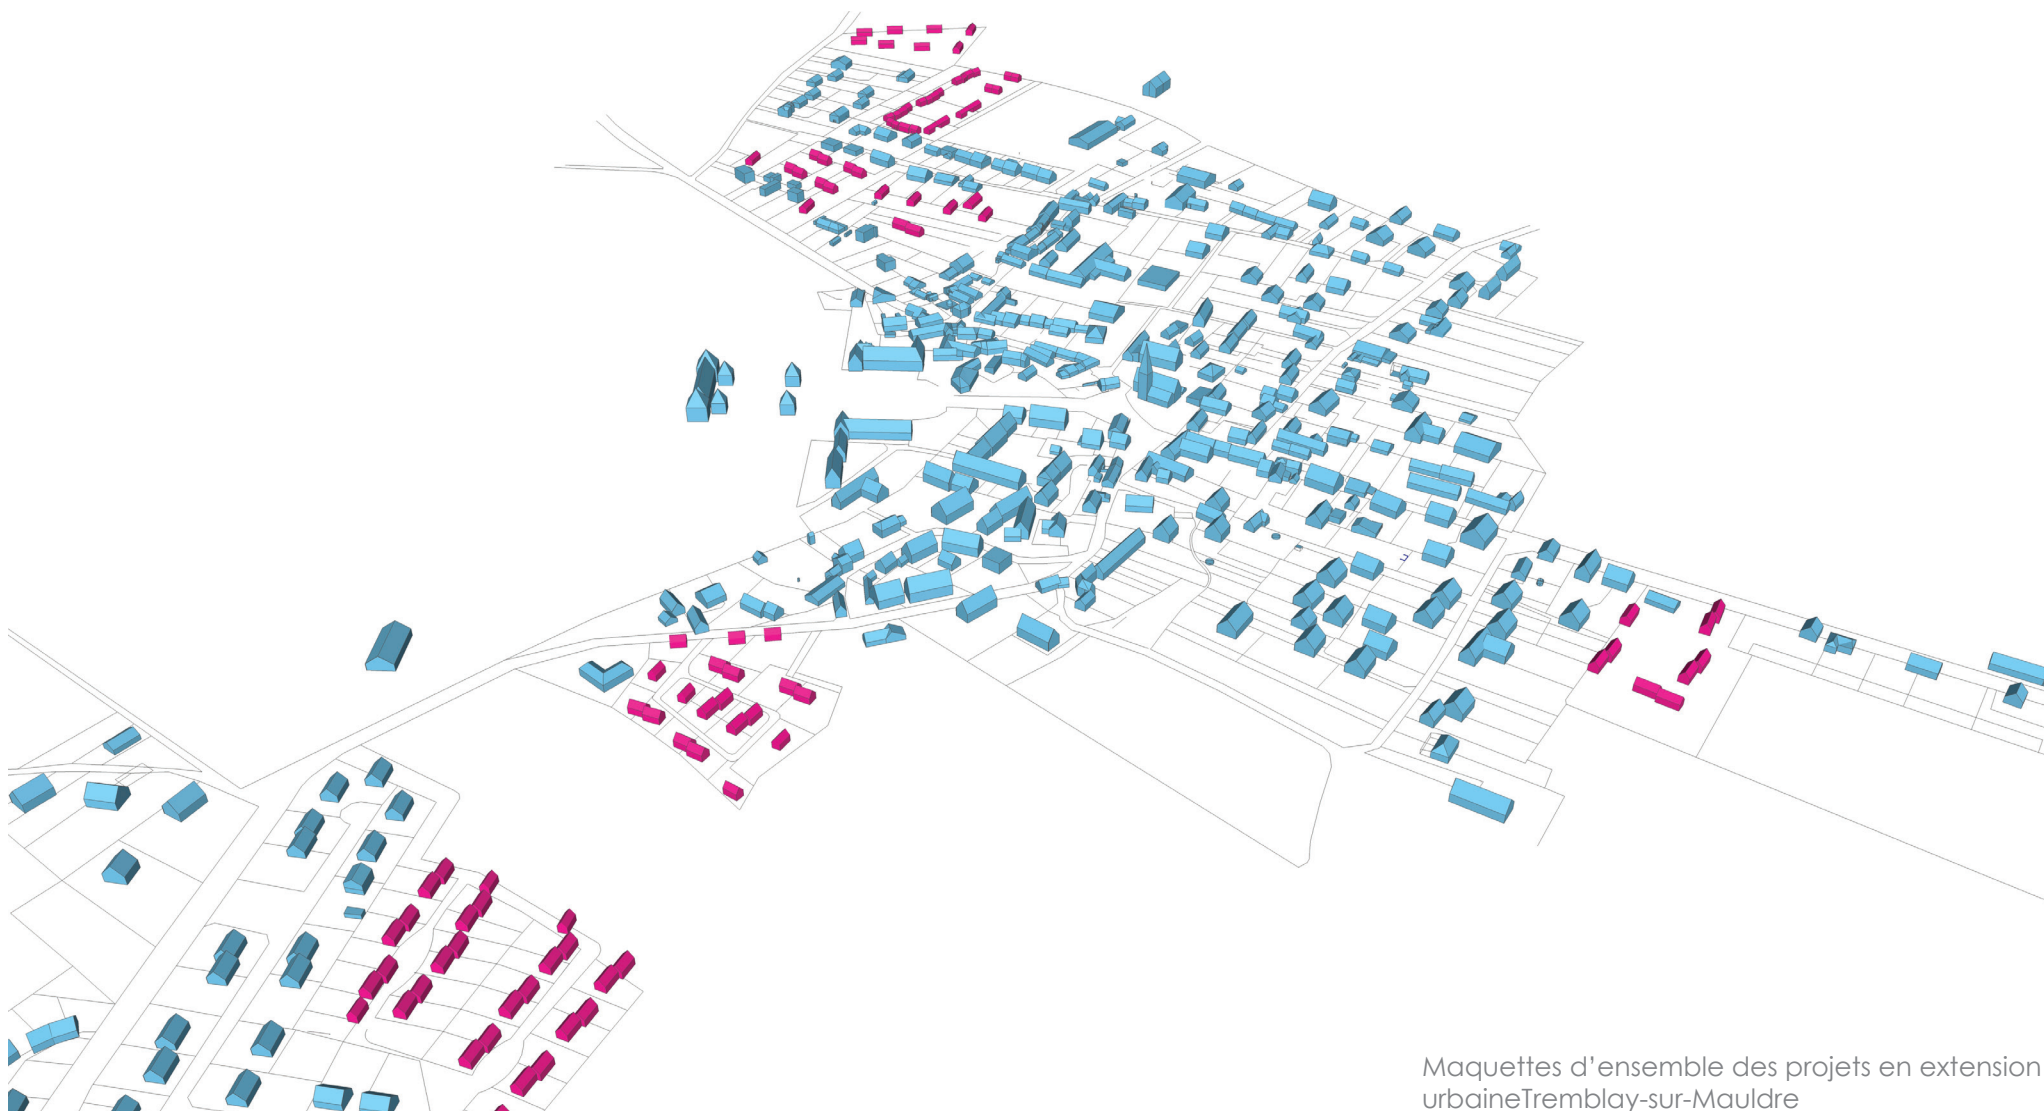 Maquettes d'ensemble des projets en extension
urbaineTremblay-sur-Mauldre